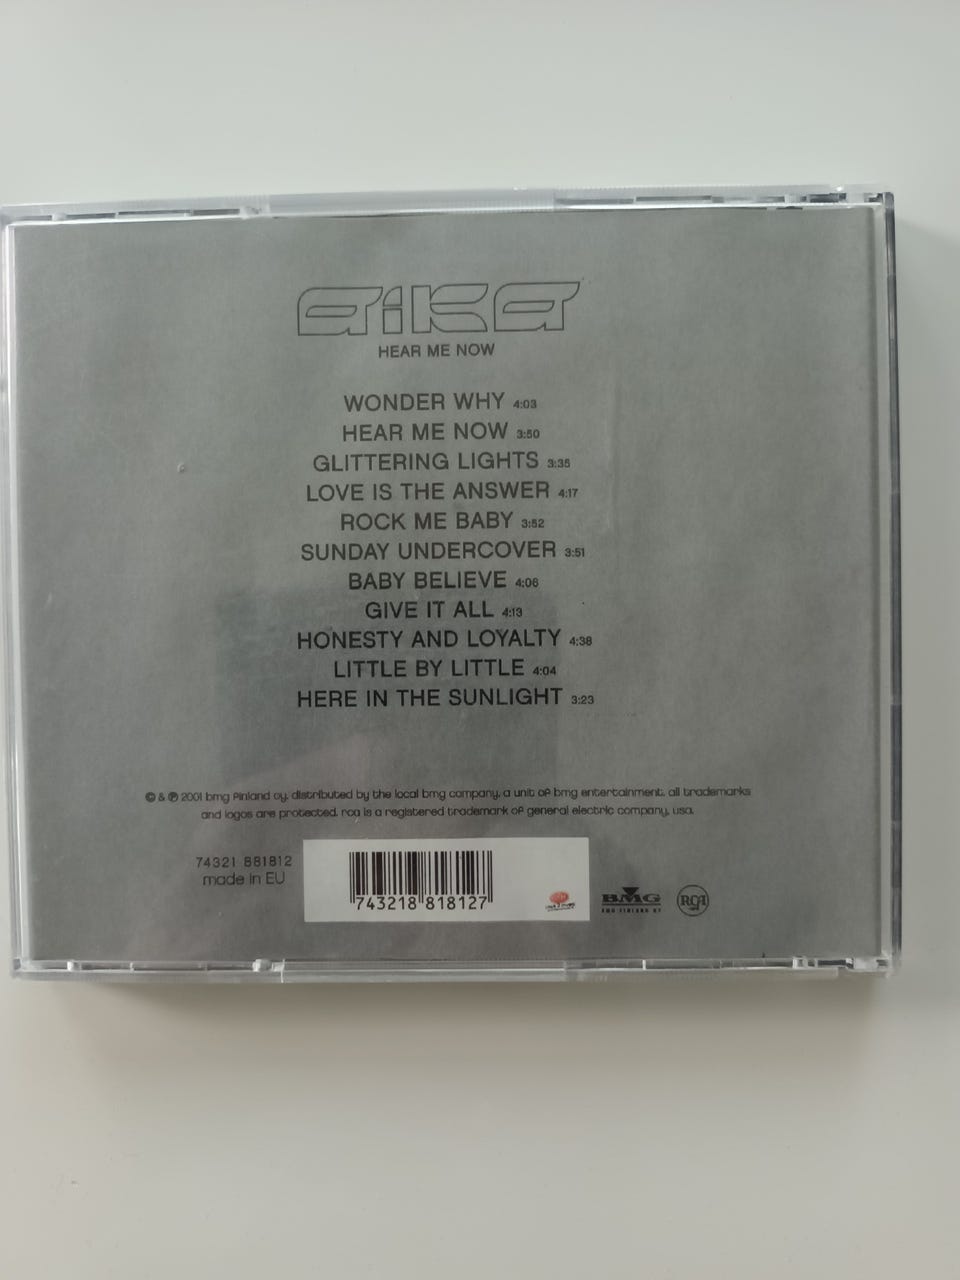 aika
HEAR ME NOW
WONDER WHY 4:03
HEAR ME NOW 3:50
GLITTERING LIGHTS 3:35
LOVE IS THE ANSWER 4:17
ROCK ME BABY 3:52
SUNDAY UNDERCOVER 3:51
BABY BELIEVE 4:06
GIVE IT ALL 4:13
HONESTY AND LOYALTY 4:38
LITTLE BY LITTLE 4:04
HERE IN THE SUNLIGHT 3:23
© & ℗ 2001 bmg finland oy. distributed by the local bmg company. a unit of bmg entertainment. all trademarks
and logos are protected. rca is a registered trademark of general electric company, usa.
74321 881812
made in EU
743218 818127
BMG
BMG FINLAND OY
RCA